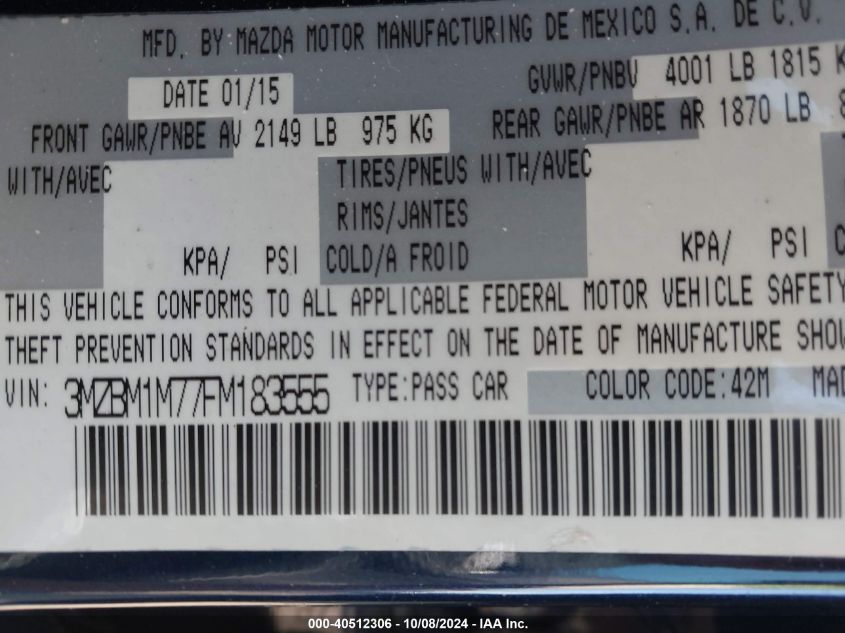 MFD. BY MAZDA MOTOR MANUFACTURING DE MEXICO S.A. DE C.V.
DATE 01/15 GVWR/PNBV 4001 LB 1815 K
FRONT GAWR/PNBE AV 2149 LB 975 KG REAR GAWR/PNBE AR 1870 LB 8
WITH/AVEC TIRES/PNEUS WITH/AVEC
RIMS/JANTES
KPA/ PSI COLD/A FROID KPA/ PSI C
THIS VEHICLE CONFORMS TO ALL APPLICABLE FEDERAL MOTOR VEHICLE SAFETY
THEFT PREVENTION STANDARDS IN EFFECT ON THE DATE OF MANUFACTURE SHOW
VIN: 3MZBM1M77FM183555 TYPE:PASS CAR COLOR CODE:42M MAD
000-40512306 - 10/08/2024 - IAA Inc.